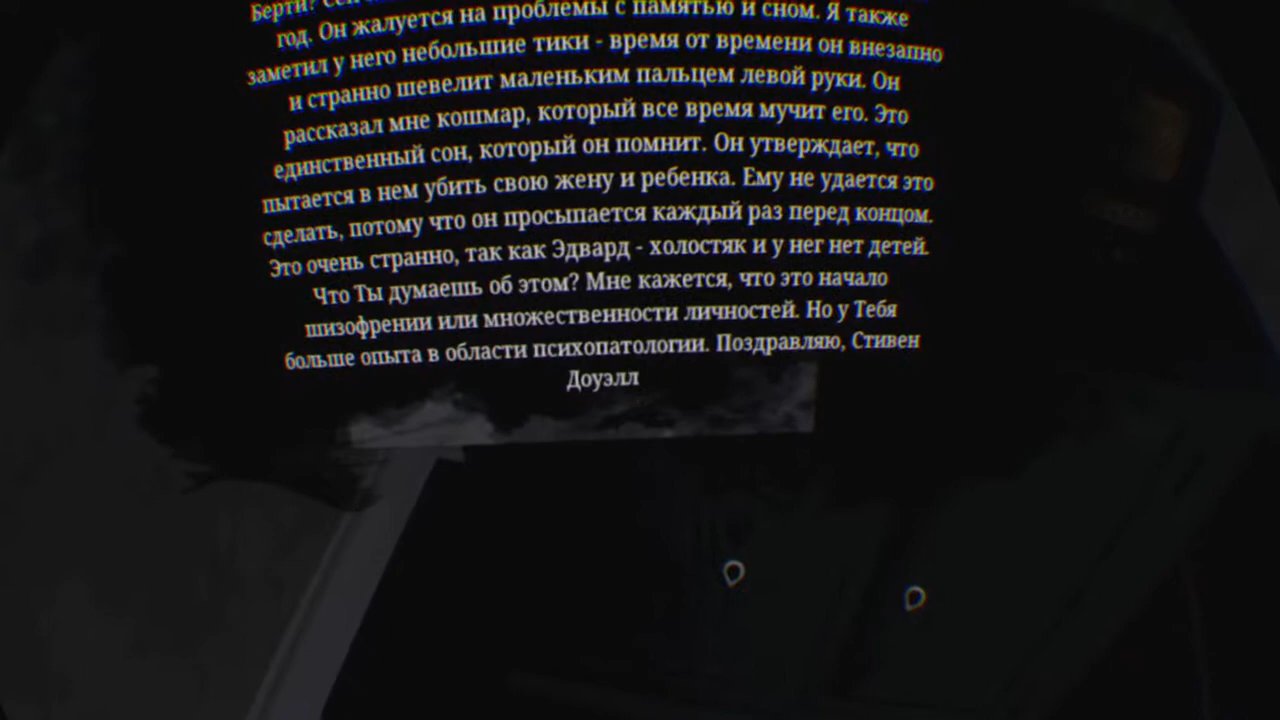 Берти?
год. Он жалуется на проблемы с памятью и сном. Я также
заметил у него небольшие тики - время от времени он внезапно
и странно шевелит маленьким пальцем левой руки. Он
рассказал мне кошмар, который все время мучит его. Это
единственный сон, который он помнит. Он утверждает, что
пытается в нем убить свою жену и ребенка. Ему не удается это
сделать, потому что он просыпается каждый раз перед концом.
Это очень странно, так как Эдвард - холостяк и у нег нет детей.
Что Ты думаешь об этом? Мне кажется, что это начало
шизофрении или множественности личностей. Но у Тебя
больше опыта в области психопатологии. Поздравляю, Стивен
Доуэлл